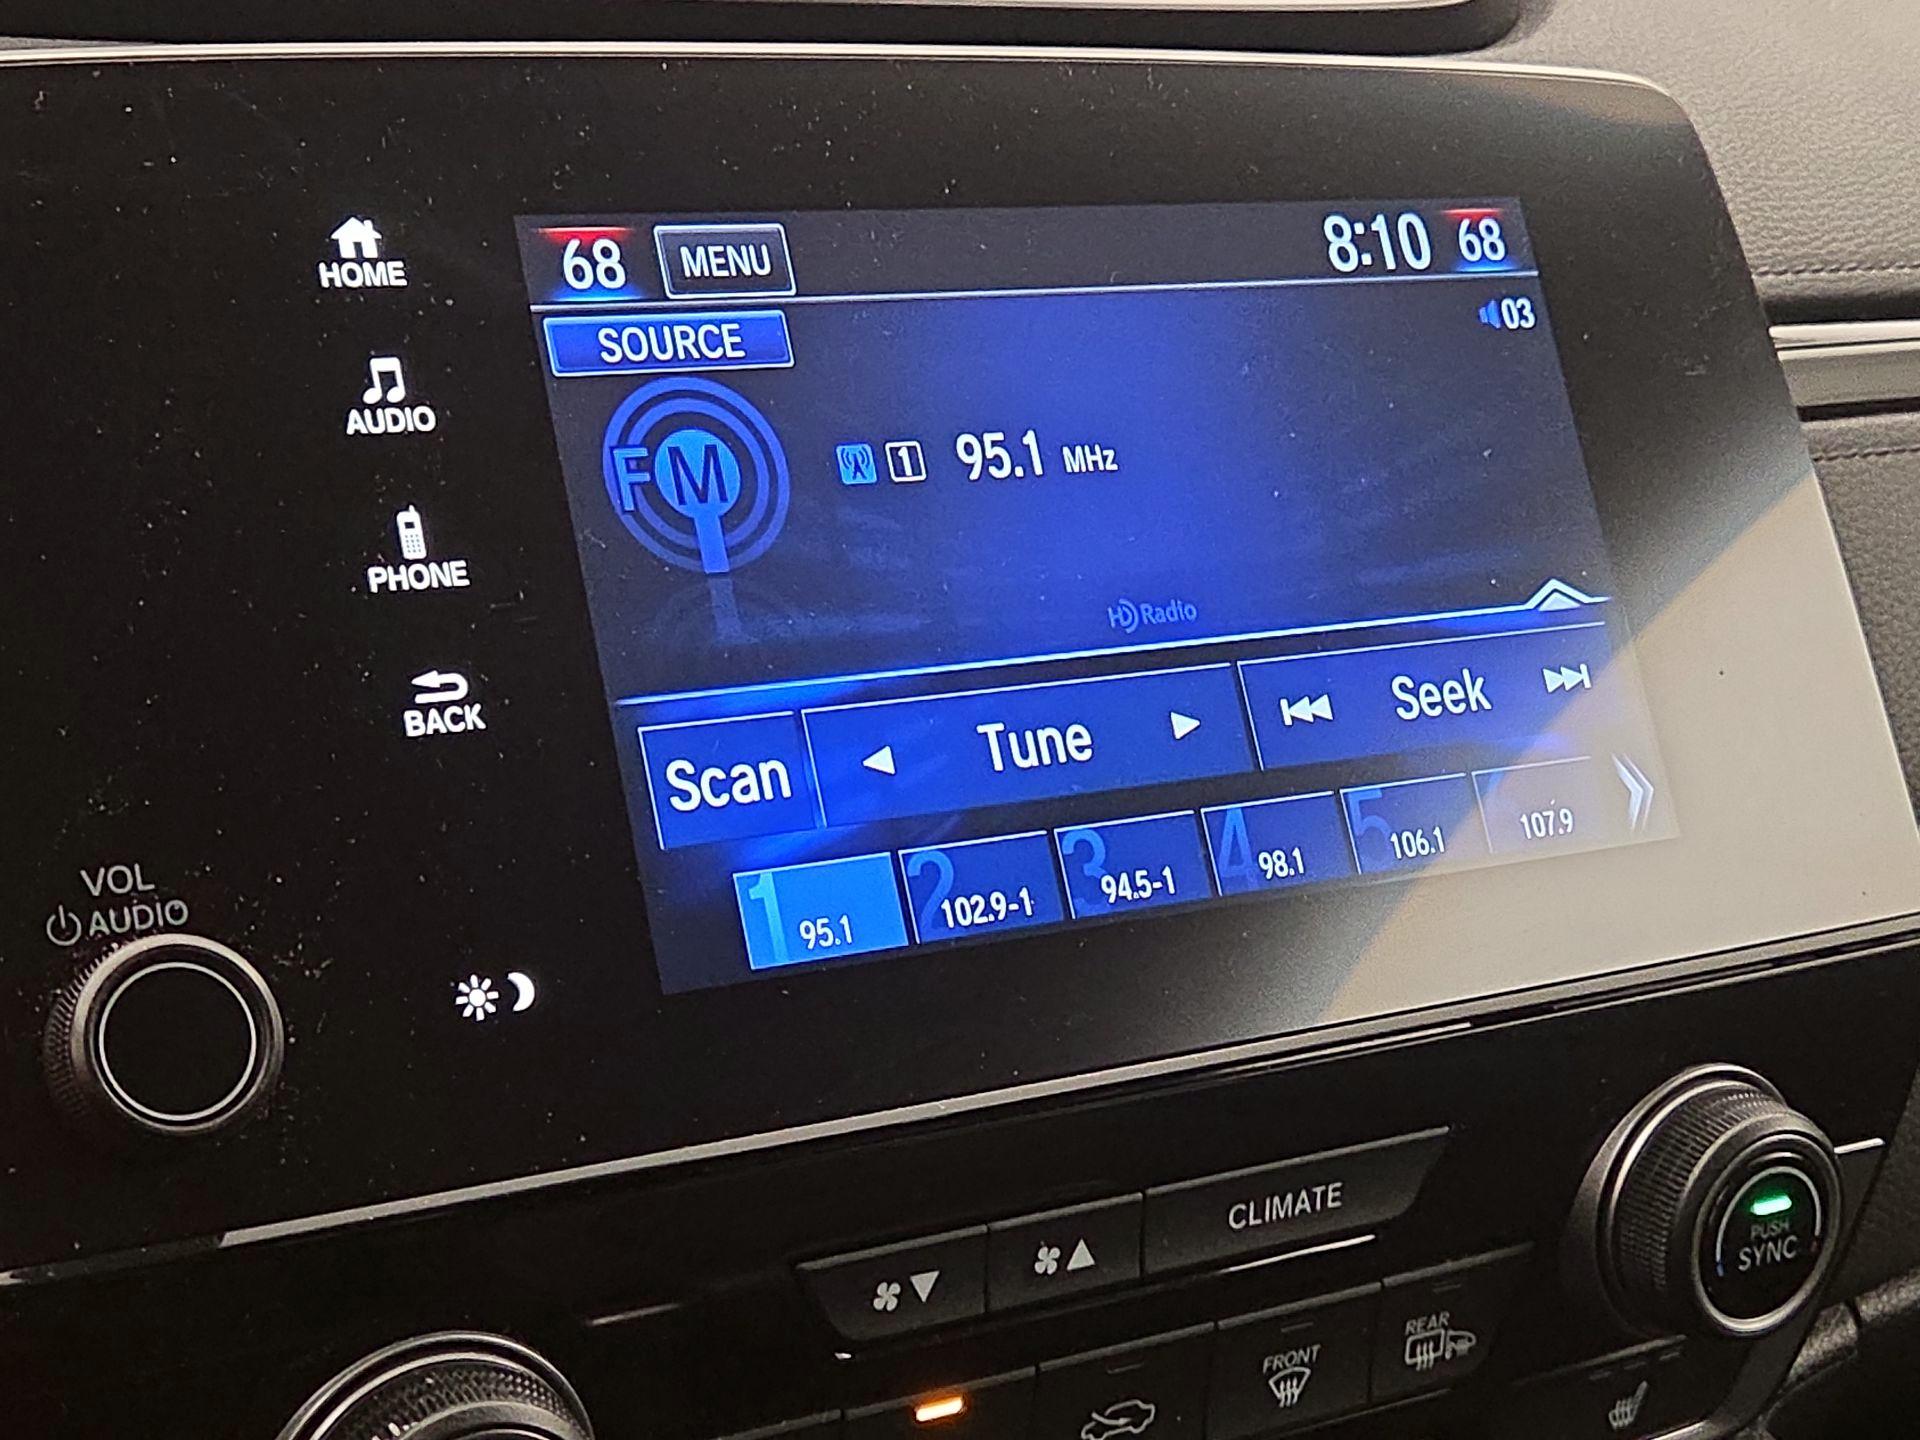 HOME
AUDIO
PHONE
BACK
VOL
AUDIO
68 MENU 8:10 68
SOURCE 03
FM 1 95.1 MHz
HD Radio
Scan Tune Seek
1 95.1 2 102.9-1 3 94.5-1 4 98.1 5 106.1 107.9
CLIMATE
PUSH
SYNC
FRONT
REAR